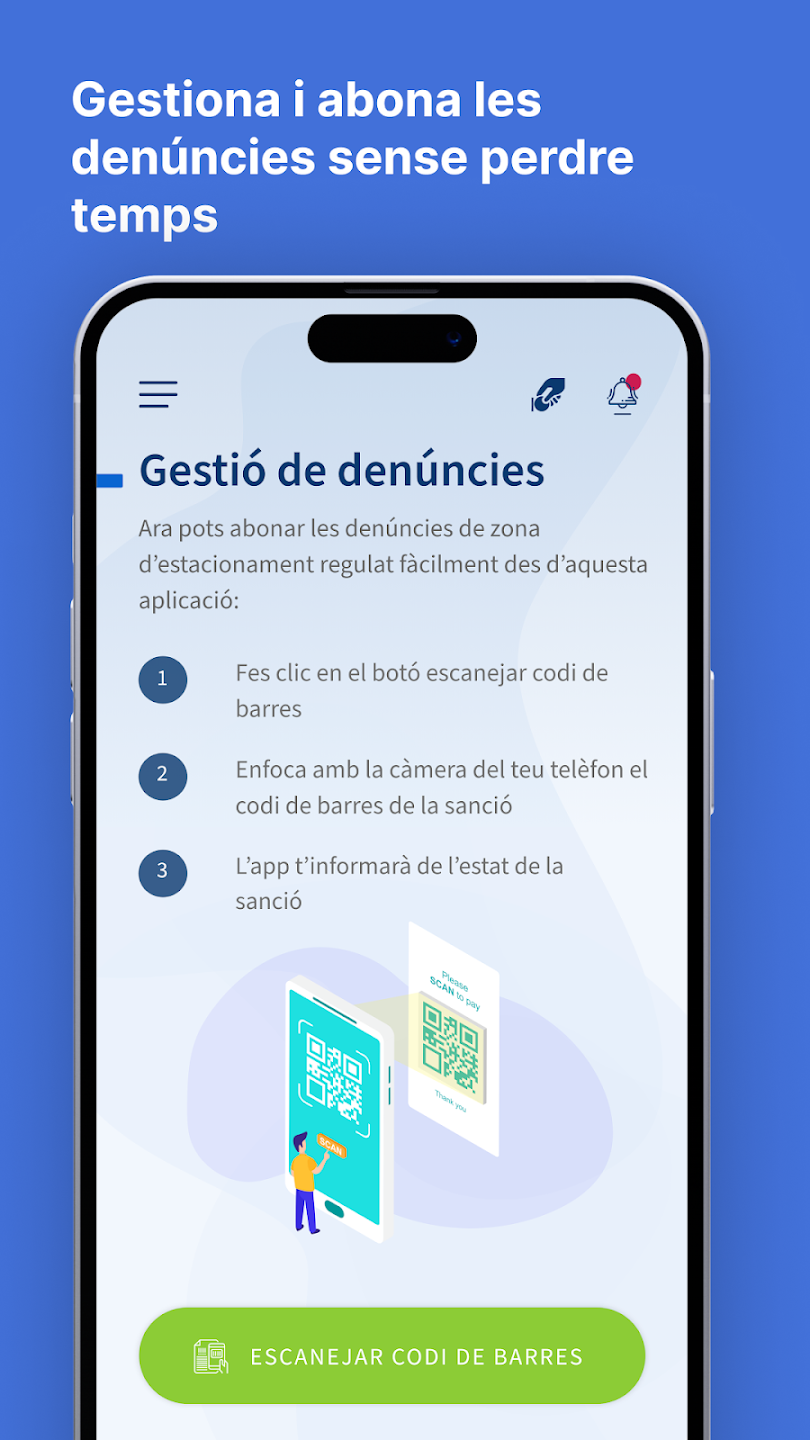 Gestiona i abona les
denúncies sense perdre
temps
Gestió de denúncies
Ara pots abonar les denúncies de zona
d’estacionament regulat fàcilment des d’aquesta
aplicació:
1
Fes clic en el botó escanejar codi de
barres
2
Enfoca amb la càmera del teu telèfon el
codi de barres de la sanció
3
L’app t’informarà de l’estat de la
sanció
Please
SCAN to pay
Thank you
SCAN
ESCANEJAR CODI DE BARRES